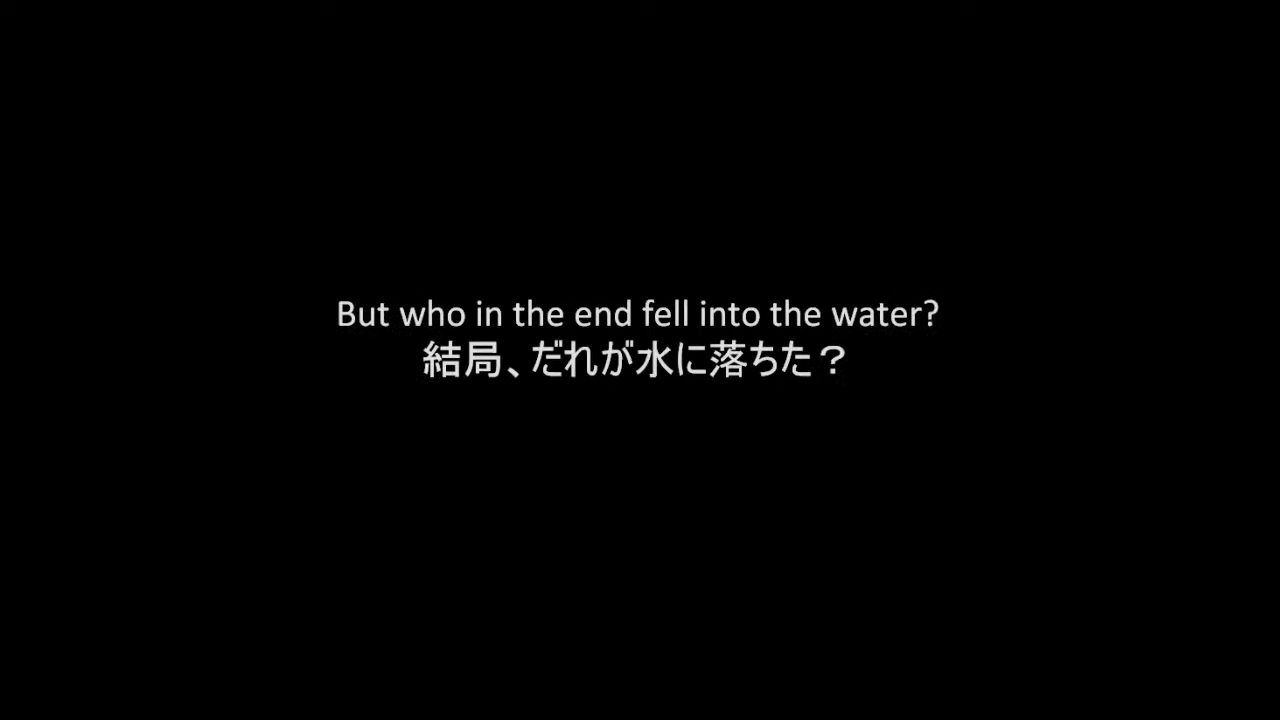 But who in the end fell into the water?
結局、だれが水に落ちた？